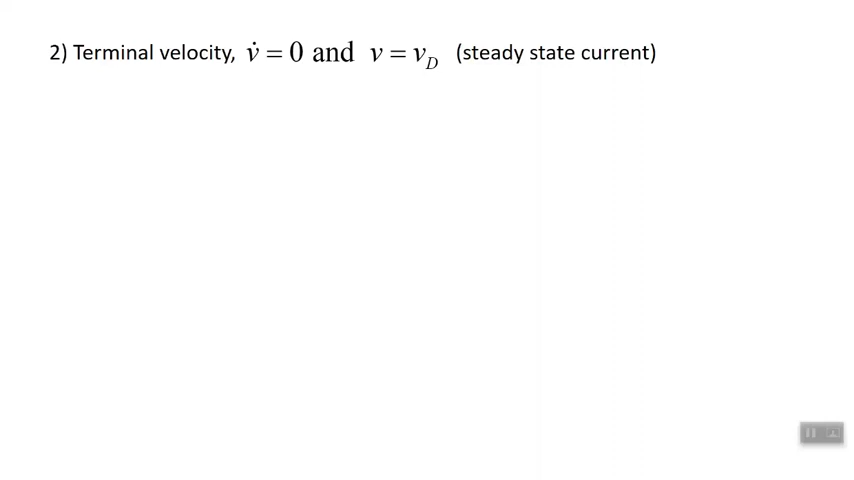 2) Terminal velocity, v̇ = 0 and v = v_D (steady state current)